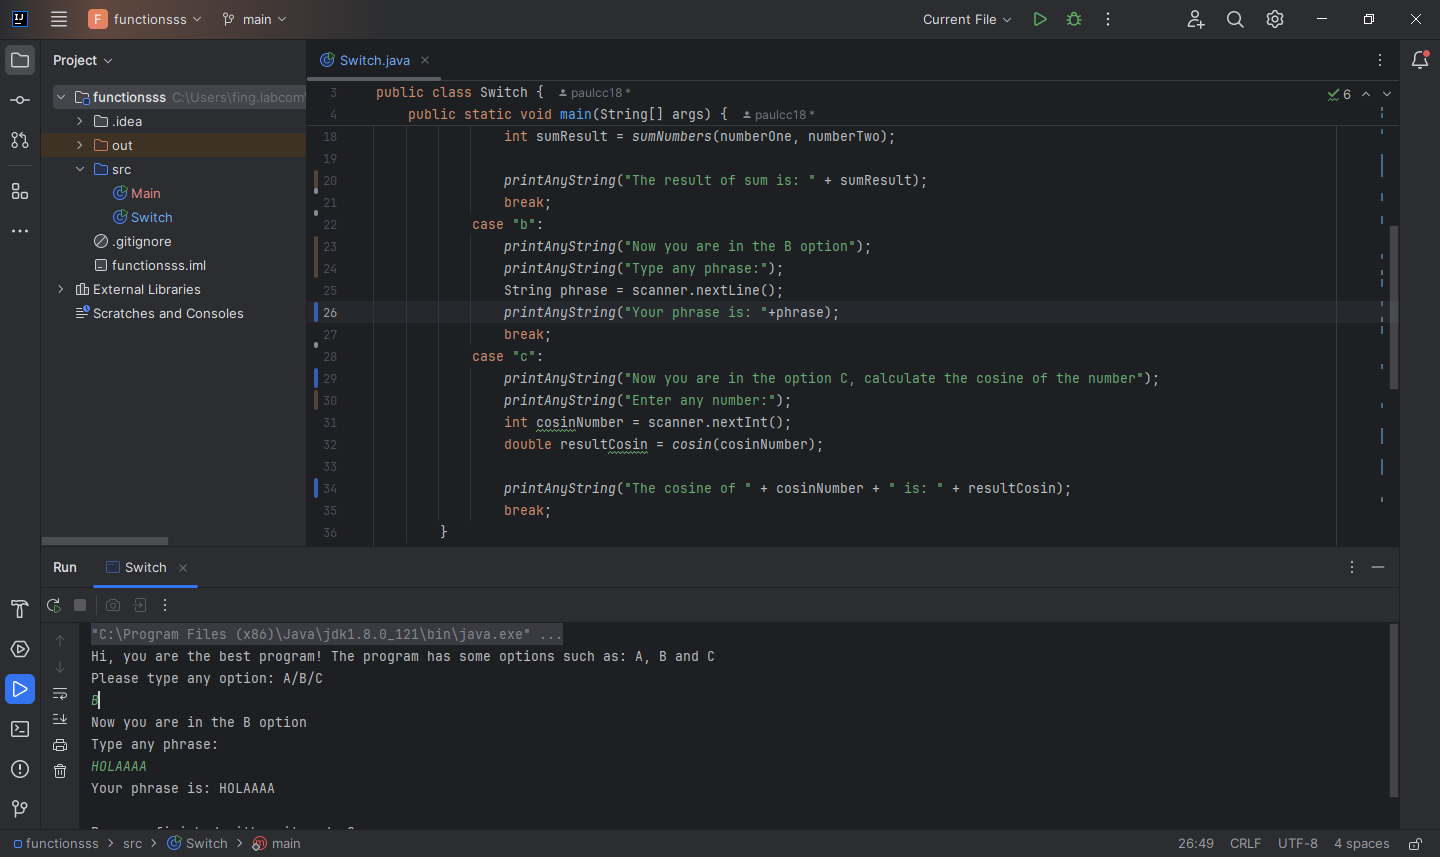 IJ F functionsss main Current File
Project
Switch.java
functionsss C:\Users\fing.labcom\
.idea
out
src
Main
Switch
.gitignore
functionsss.iml
External Libraries
Scratches and Consoles
6
3 public class Switch { paulcc18 *
4 public static void main(String[] args) { paulcc18 *
18 int sumResult = sumNumbers(numberOne, numberTwo);
19
20 printAnyString("The result of sum is: " + sumResult);
21 break;
22 case "b":
23 printAnyString("Now you are in the B option");
24 printAnyString("Type any phrase:");
25 String phrase = scanner.nextLine();
26 printAnyString("Your phrase is: "+phrase);
27 break;
28 case "c":
29 printAnyString("Now you are in the option C, calculate the cosine of the number");
30 printAnyString("Enter any number:");
31 int cosinNumber = scanner.nextInt();
32 double resultCosin = cosin(cosinNumber);
33
34 printAnyString("The cosine of " + cosinNumber + " is: " + resultCosin);
35 break;
36 }
Run Switch
"C:\Program Files (x86)\Java\jdk1.8.0_121\bin\java.exe" ...
Hi, you are the best program! The program has some options such as: A, B and C
Please type any option: A/B/C
B
Now you are in the B option
Type any phrase:
HOLAAAA
Your phrase is: HOLAAAA
functionsss > src > Switch > m main 26:49 CRLF UTF-8 4 spaces